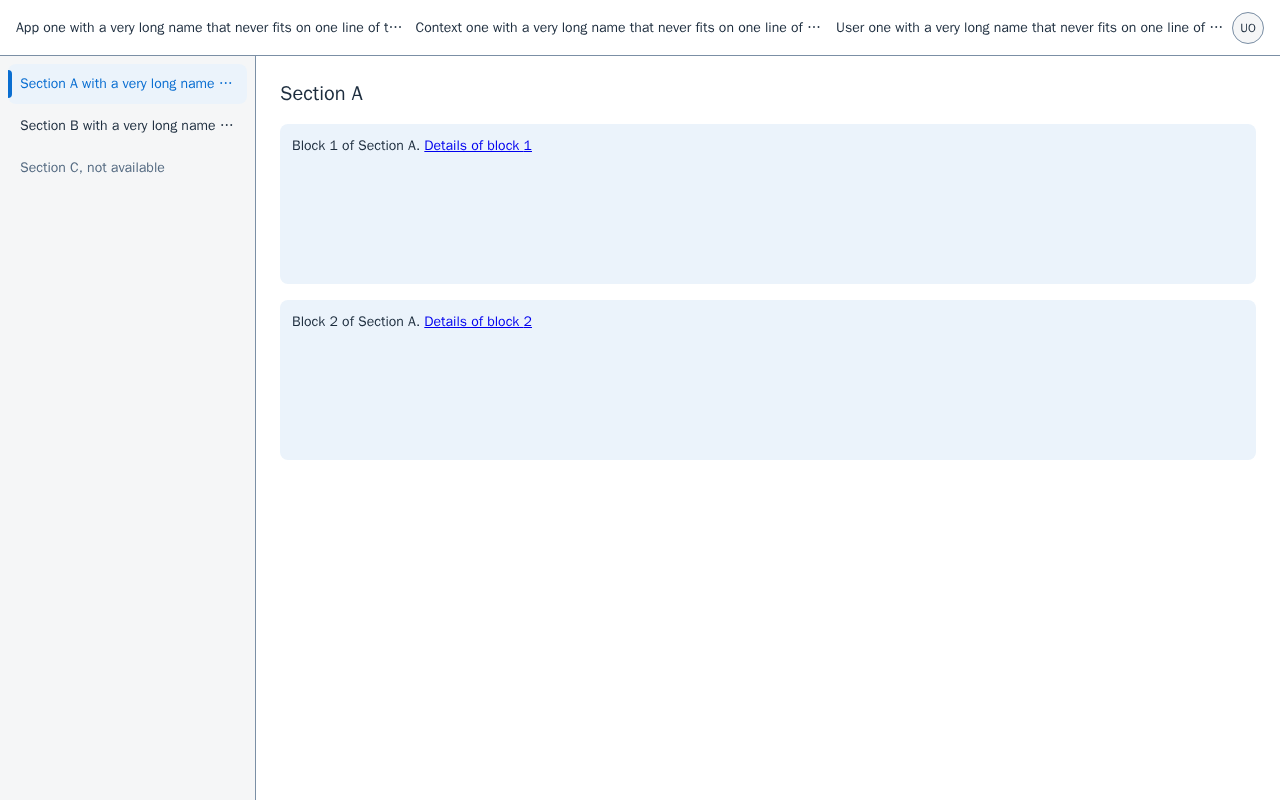 App one with a very long name that never fits on one line of t…
Context one with a very long name that never fits on one line of …
User one with a very long name that never fits on one line of …
UO
Section A with a very long name …
Section B with a very long name …
Section C, not available
Section A
Block 1 of Section A. Details of block 1
Block 2 of Section A. Details of block 2